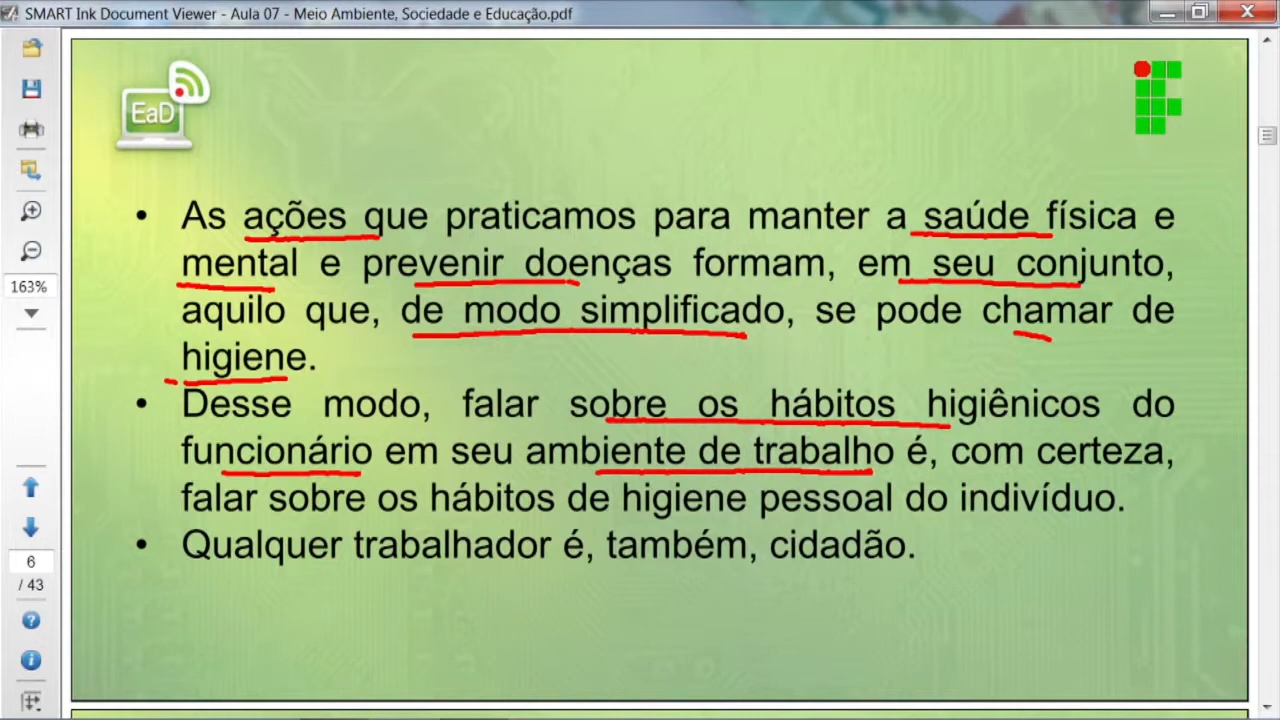 SMART Ink Document Viewer - Aula 07 - Meio Ambiente, Sociedade e Educação.pdf
EaD
163%
6
/ 43
• As ações que praticamos para manter a saúde física e
mental e prevenir doenças formam, em seu conjunto,
aquilo que, de modo simplificado, se pode chamar de
higiene.
• Desse modo, falar sobre os hábitos higiênicos do
funcionário em seu ambiente de trabalho é, com certeza,
falar sobre os hábitos de higiene pessoal do indivíduo.
• Qualquer trabalhador é, também, cidadão.